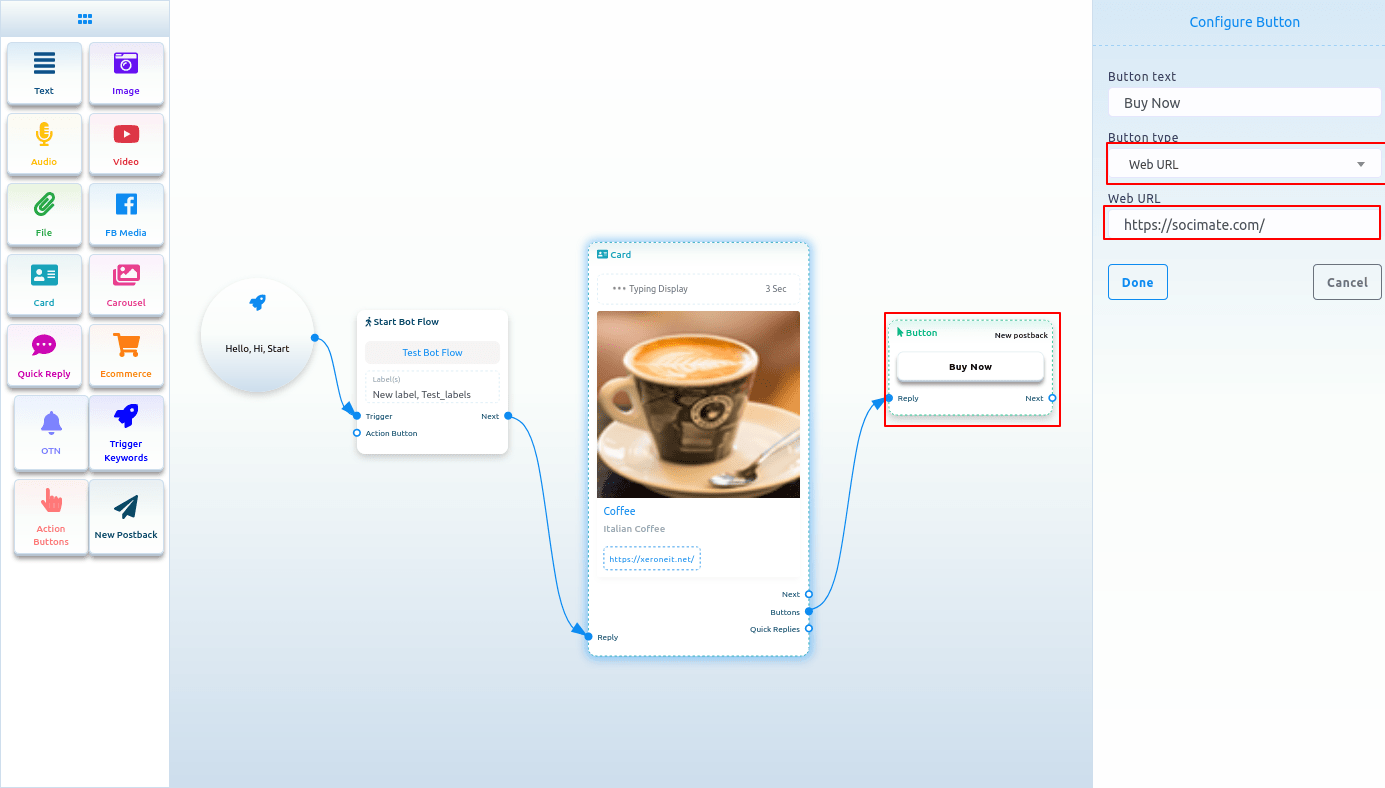 Text
Image
Audio
Video
File
FB Media
Card
Carousel
Quick Reply
Ecommerce
OTN
Trigger
Keywords
Action
Buttons
New Postback
Hello, Hi, Start
Start Bot Flow
Test Bot Flow
Label(s)
New label, Test_labels
Trigger
Next
Action Button
Card
Typing Display
3 Sec
Coffee
Italian Coffee
https://xeroneit.net/
Next
Buttons
Quick Replies
Reply
Button
New postback
Buy Now
Reply
Next
Configure Button
Button text
Buy Now
Button type
Web URL
Web URL
https://socimate.com/
Done
Cancel